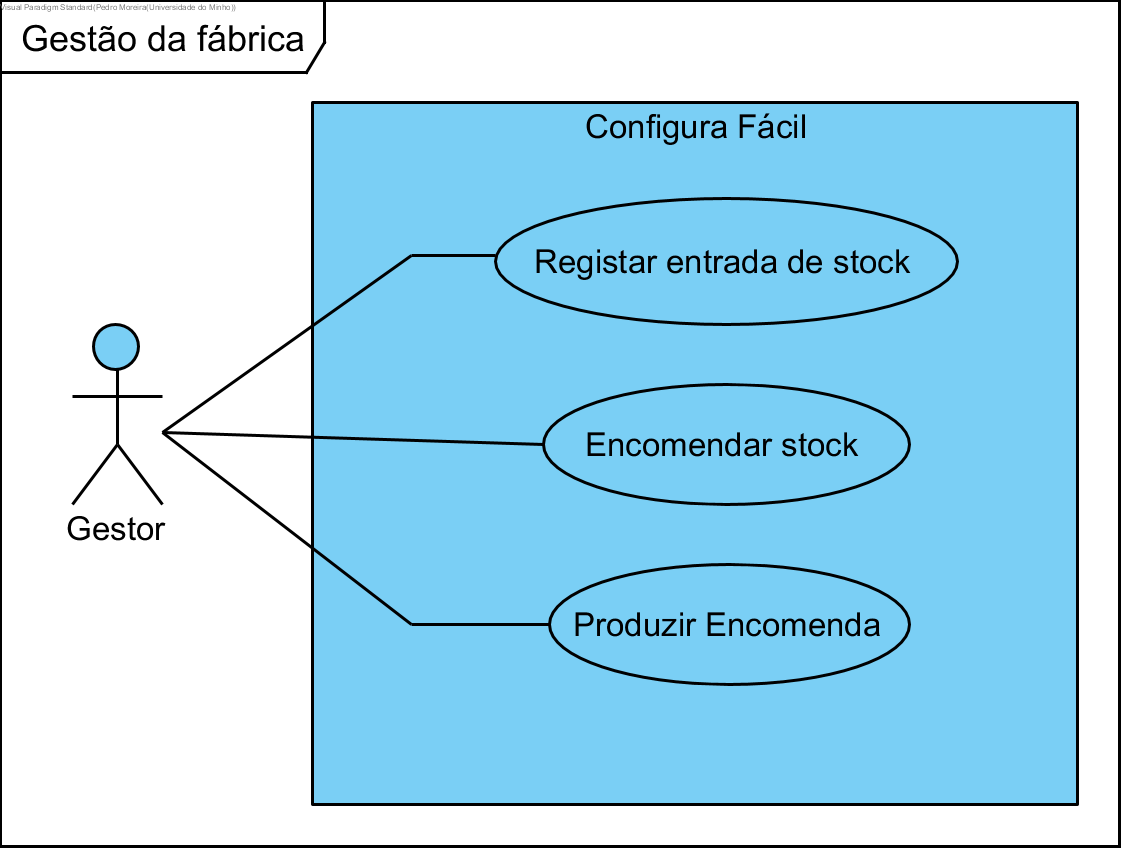 Visual Paradigm Standard(Pedro Moreira(Universidade do Minho))
Gestão da fábrica
Configura Fácil
Registar entrada de stock
Encomendar stock
Produzir Encomenda
Gestor